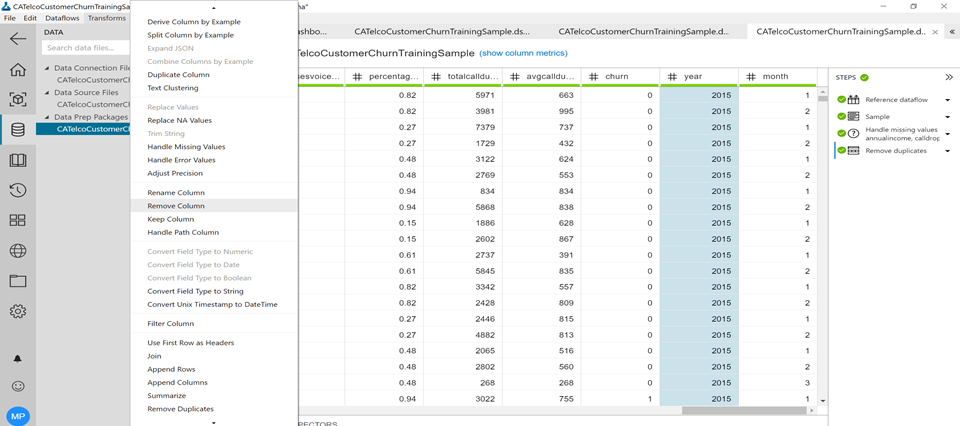 CATelcoCustomerChurnTrainingSa
na*
File Edit Dataflows Transforms
DATA
Search data files...
Data Connection File
CATelcoCustomerCh
Data Source Files
CATelcoCustomerCh
Data Prep Packages
CATelcoCustomerCh
MP
Derive Column by Example
Split Column by Example
Expand JSON
Combine Columns by Example
Duplicate Column
Text Clustering
Replace Values
Replace NA Values
Trim String
Handle Missing Values
Handle Error Values
Adjust Precision
Rename Column
Remove Column
Keep Column
Handle Path Column
Convert Field Type to Numeric
Convert Field Type to Date
Convert Field Type to Boolean
Convert Field Type to String
Convert Unix Timestamp to DateTime
Filter Column
Use First Row as Headers
Join
Append Rows
Append Columns
Summarize
Remove Duplicates
shbo... CATelcoCustomerChurnTrainingSample.ds... CATelcoCustomerChurnTrainingSample.d... CATelcoCustomerChurnTrainingSample.d...
TelcoCustomerChurnTrainingSample (show column metrics)
sesvoice... # percentag... # totalcalldu... # avgcalldu... # churn # year # month
0.82 5971 663 0 2015 1
0.82 3981 995 0 2015 2
0.27 7379 737 0 2015 1
0.27 1729 432 0 2015 2
0.48 3122 624 0 2015 1
0.48 2769 553 0 2015 2
0.94 834 834 0 2015 1
0.94 5868 838 0 2015 2
0.15 1886 628 0 2015 1
0.15 2602 867 0 2015 2
0.61 2737 391 0 2015 1
0.61 5845 835 0 2015 2
0.82 3342 557 0 2015 1
0.82 2428 809 0 2015 2
0.27 2446 815 0 2015 1
0.27 4882 813 0 2015 2
0.48 2065 516 0 2015 1
0.48 2802 560 0 2015 2
0.48 268 268 0 2015 3
0.94 3022 755 1 2015 1
PECTORS
STEPS
Reference dataflow
Sample
Handle missing values
annualincome, calldrop
Remove duplicates